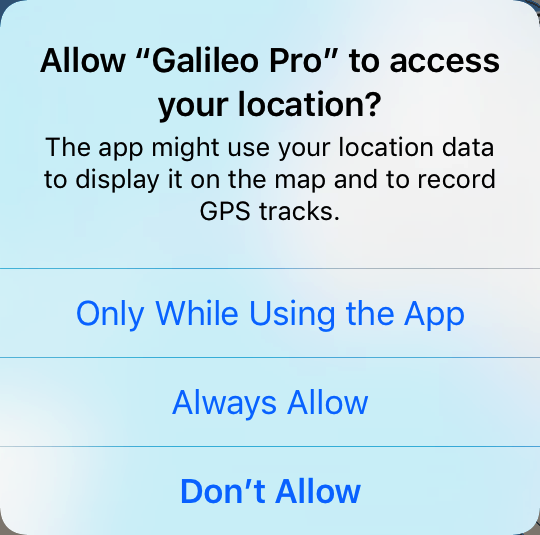 Allow “Galileo Pro” to access
your location?
The app might use your location data
to display it on the map and to record
GPS tracks.
Only While Using the App
Always Allow
Don’t Allow